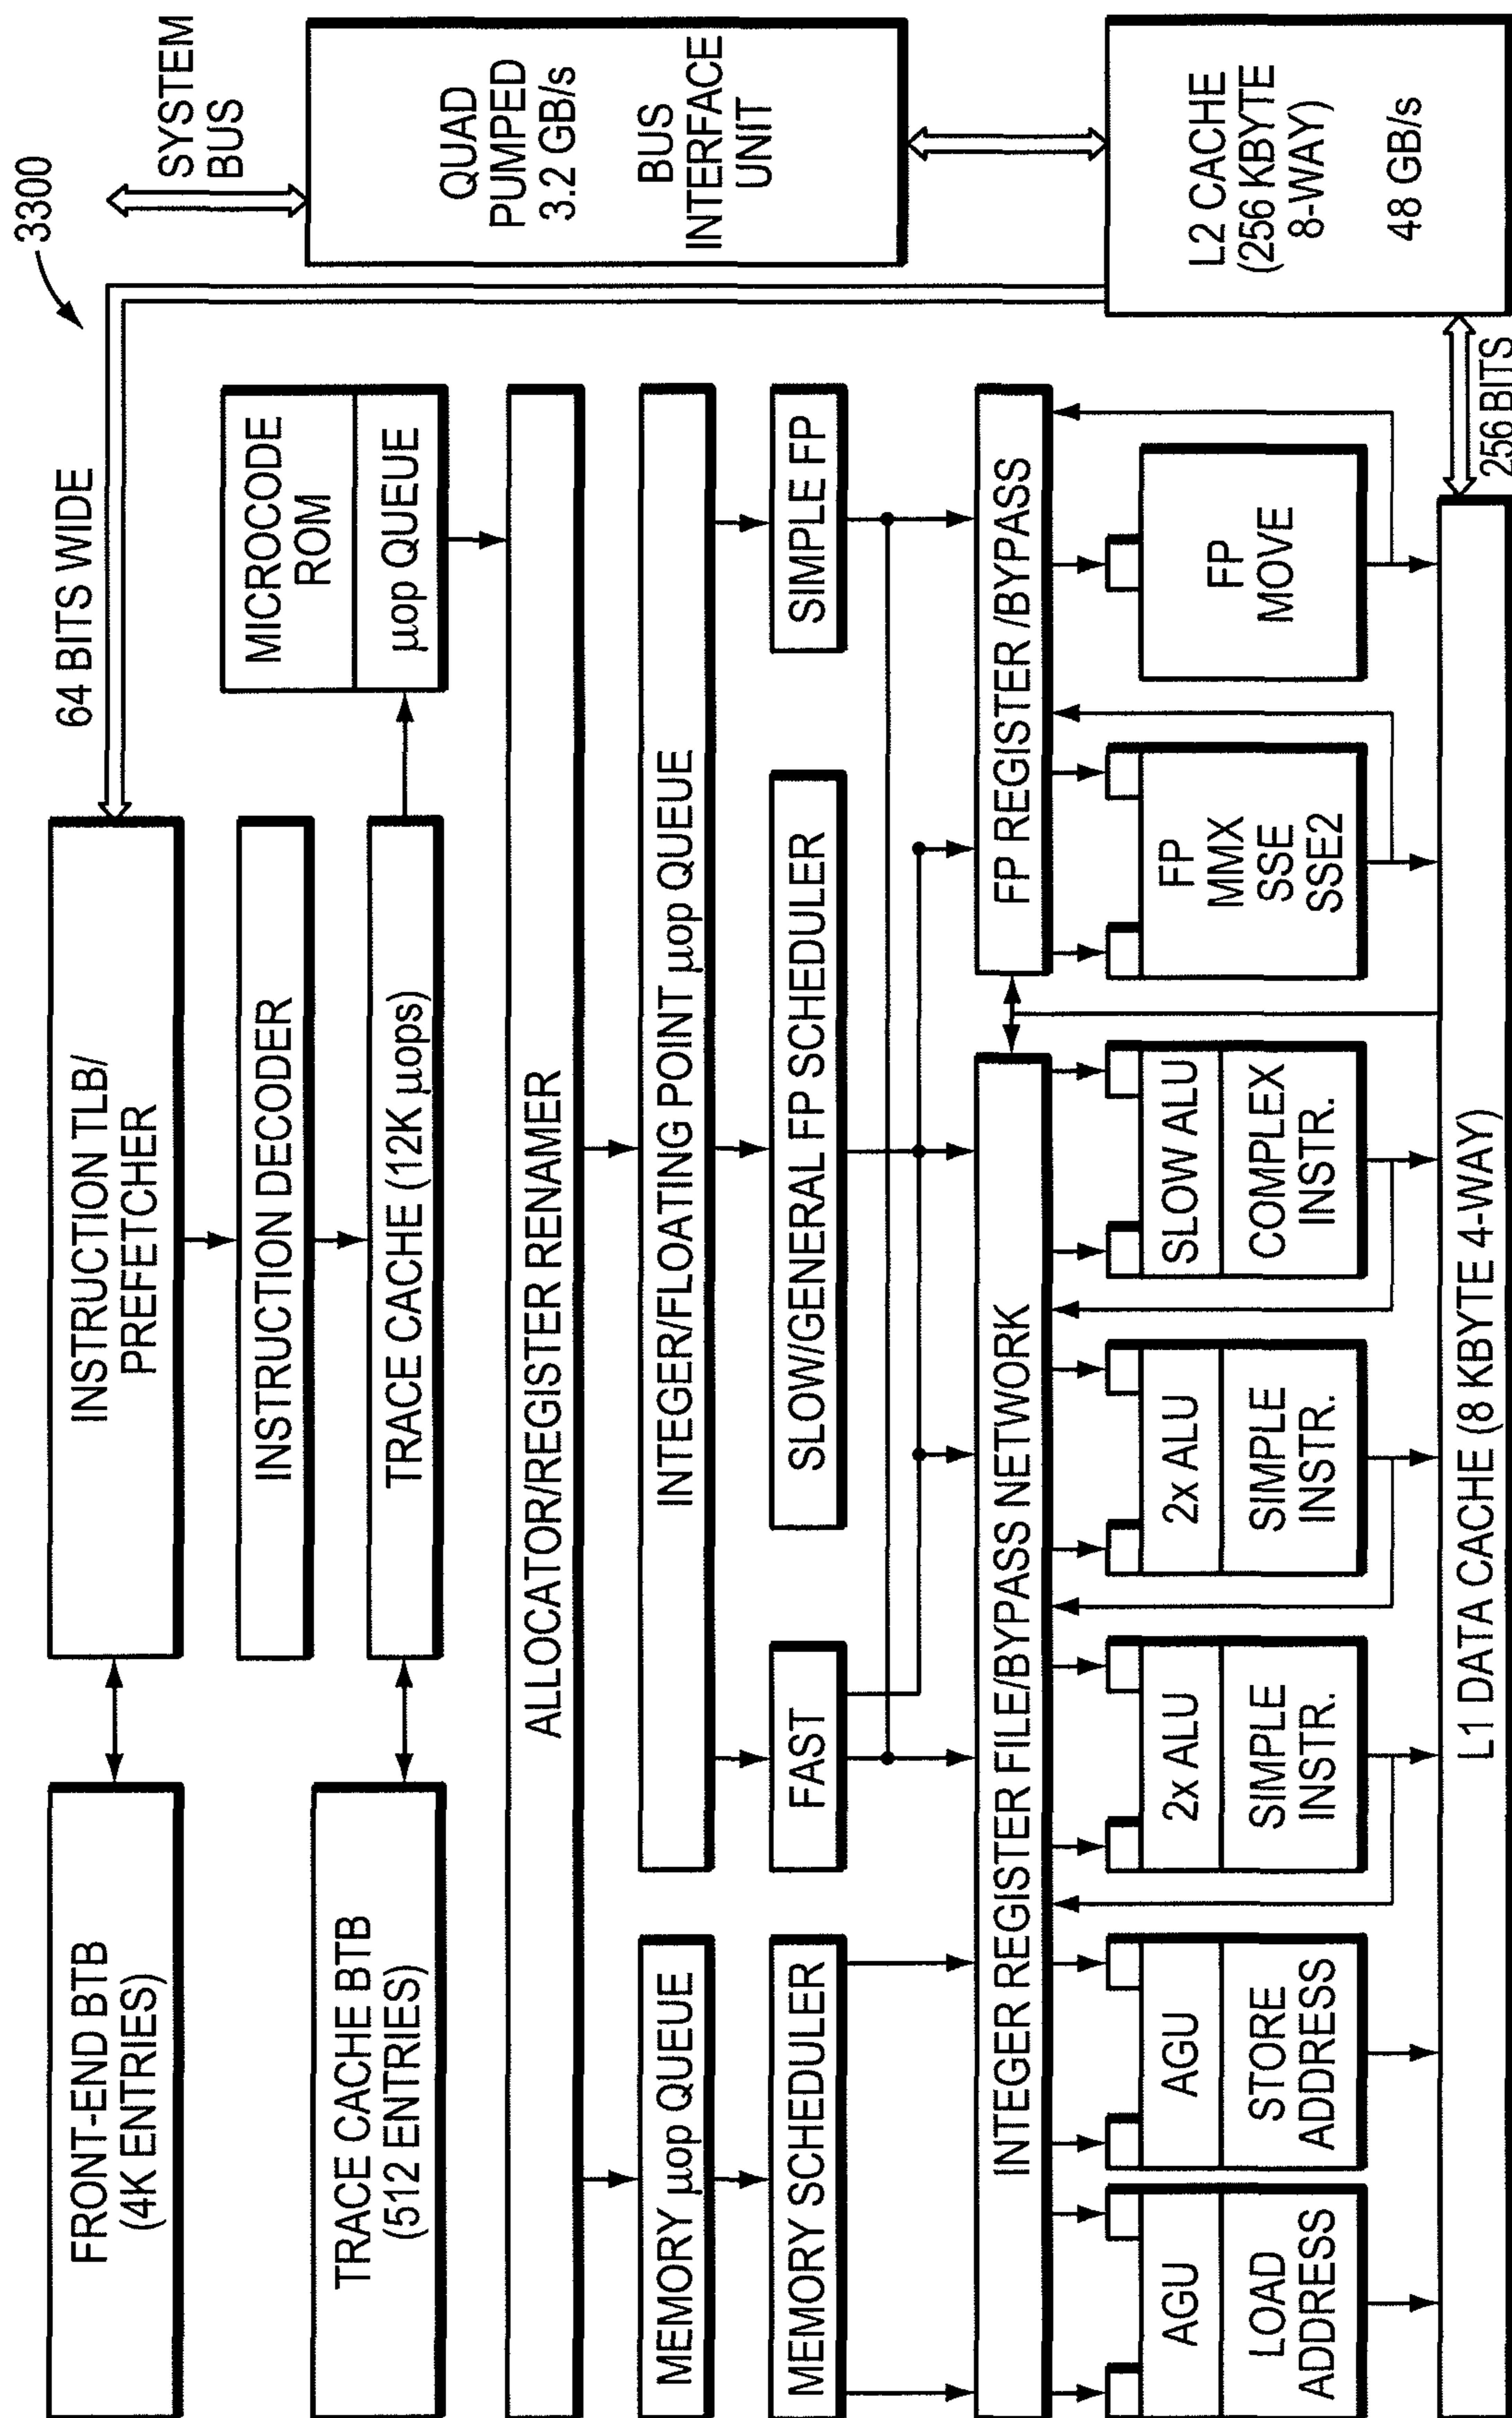 3300
SYSTEM
BUS
64 BITS WIDE
FRONT-END BTB
(4K ENTRIES)
INSTRUCTION TLB/
PREFETCHER
QUAD
PUMPED
3.2 GB/s
BUS
INTERFACE
UNIT
INSTRUCTION DECODER
MICROCODE
ROM
µop QUEUE
TRACE CACHE BTB
(512 ENTRIES)
TRACE CACHE (12K µops)
ALLOCATOR/REGISTER RENAMER
MEMORY µop QUEUE
INTEGER/FLOATING POINT µop QUEUE
MEMORY SCHEDULER
FAST
SLOW/GENERAL FP SCHEDULER
SIMPLE FP
INTEGER REGISTER FILE/BYPASS NETWORK
FP REGISTER /BYPASS
AGU
LOAD
ADDRESS
AGU
STORE
ADDRESS
2x ALU
SIMPLE
INSTR.
2x ALU
SIMPLE
INSTR.
SLOW ALU
COMPLEX
INSTR.
FP
MMX
SSE
SSE2
FP
MOVE
L2 CACHE
(256 KBYTE
8-WAY)
48 GB/s
L1 DATA CACHE (8 KBYTE 4-WAY)
256 BITS